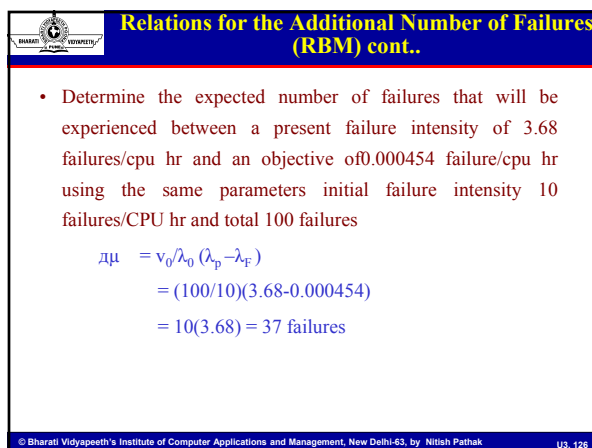 Relations for the Additional Number of Failures
(RBM) cont..
BHARATI VIDYAPEETH
PUNE
• Determine the expected number of failures that will be
experienced between a present failure intensity of 3.68
failures/cpu hr and an objective of0.000454 failure/cpu hr
using the same parameters initial failure intensity 10
failures/CPU hr and total 100 failures
дμ = v₀/λ₀ (λₚ –λF )
= (100/10)(3.68-0.000454)
= 10(3.68) = 37 failures
© Bharati Vidyapeeth's Institute of Computer Applications and Management, New Delhi-63, by Nitish Pathak
U3. 126